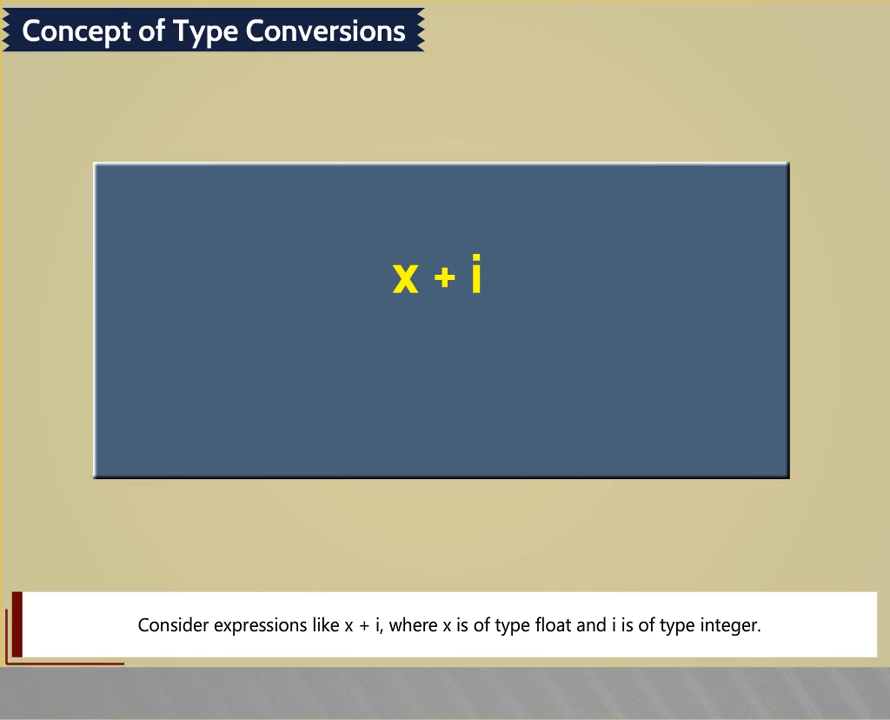 Concept of Type Conversions
x + i
Consider expressions like x + i, where x is of type float and i is of type integer.